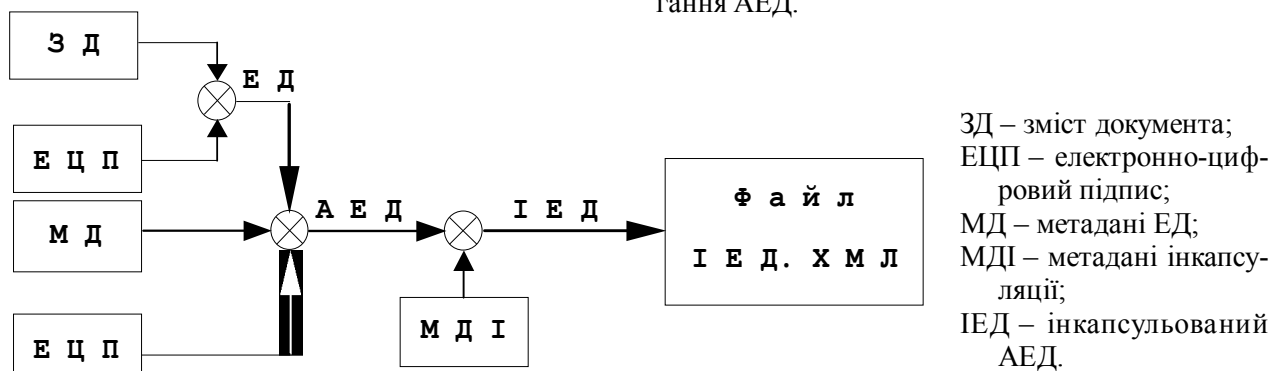 гання АЕД.
З Д
Е Д
Е Ц П
М Д
А Е Д
І Е Д
Ф а й л
І Е Д. Х М Л
М Д І
Е Ц П
ЗД – зміст документа;
ЕЦП – електронно-циф-
ровий підпис;
МД – метадані ЕД;
МДІ – метадані інкапсу-
ляції;
ІЕД – інкапсульований
АЕД.